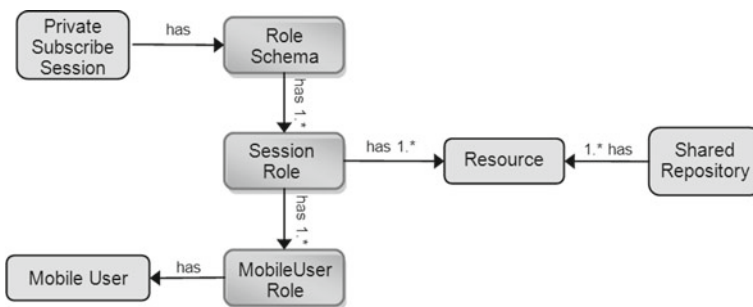 Private
Subscribe
Session
has
Role
Schema
has 1.*
Session
Role
has 1.*
Resource
1.* has
Shared
Repository
has 1.*
Mobile User
has
MobileUser
Role